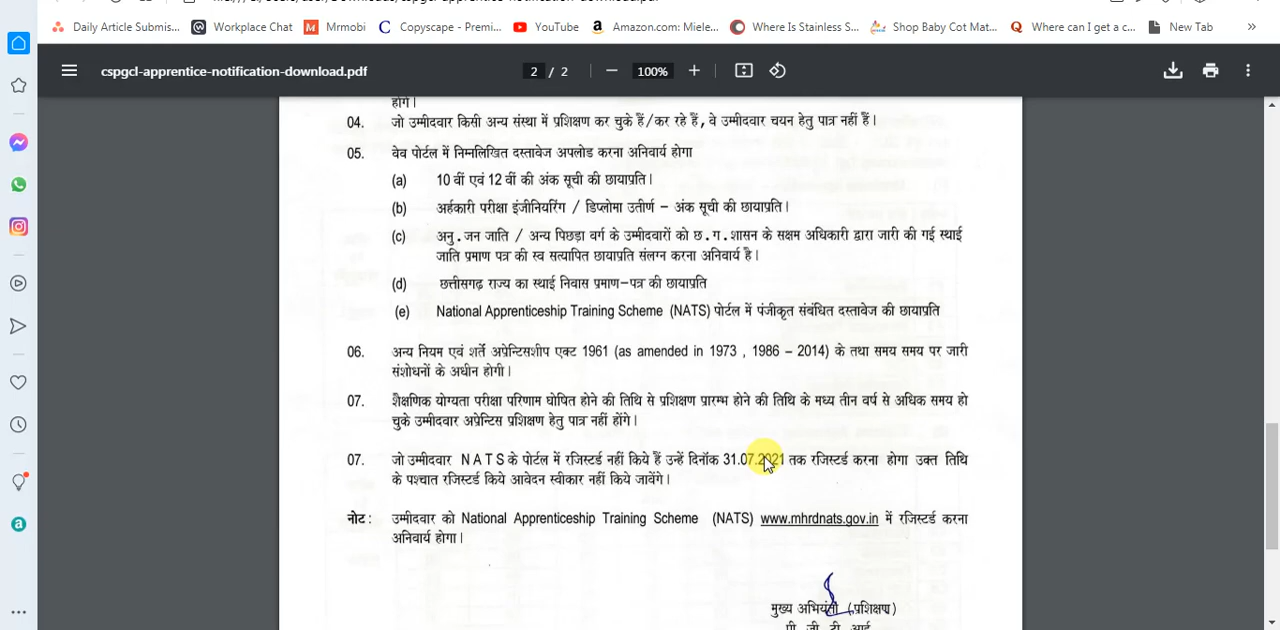 Daily Article Submis... Workplace Chat Mrmobi Copyscape - Premi... YouTube Amazon.com: Miele... Where Is Stainless S... Shop Baby Cot Mat... Where can I get a c... New Tab »
cspgcl-apprentice-notification-download.pdf 2 / 2 100%
होंगे।
04. जो उम्मीदवार किसी अन्य संस्था में प्रशिक्षण कर चुके हैं/कर रहे हैं, वे उम्मीदवार चयन हेतु पात्र नहीं हैं।
05. वेव पोर्टल में निम्नलिखित दस्तावेज अपलोड करना अनिवार्य होगा
(a) 10 वीं एवं 12 वीं की अंक सूची की छायाप्रति।
(b) अर्हकारी परीक्षा इंजीनियरिंग / डिप्लोमा उतीर्ण – अंक सूची की छायाप्रति।
(c) अनु.जन जाति / अन्य पिछड़ा वर्ग के उम्मीदवारों को छ.ग.शासन के सक्षम अधिकारी द्वारा जारी की गई स्थाई
जाति प्रमाण पत्र की स्व सत्यापित छायाप्रति संलग्न करना अनिवार्य है।
(d) छत्तीसगढ़ राज्य का स्थाई निवास प्रमाण–पत्र की छायाप्रति
(e) National Apprenticeship Training Scheme (NATS) पोर्टल में पंजीकृत संबंधित दस्तावेज की छायाप्रति
06. अन्य नियम एवं शर्ते अप्रेन्टिसशीप एक्ट 1961 (as amended in 1973 , 1986 – 2014) के तथा समय समय पर जारी
संशोधनों के अधीन होगी।
07. शैक्षणिक योग्यता परीक्षा परिणाम घोषित होने की तिथि से प्रशिक्षण प्रारम्भ होने की तिथि के मध्य तीन वर्ष से अधिक समय हो
चुके उम्मीदवार अप्रेन्टिस प्रशिक्षण हेतु पात्र नहीं होंगे।
07. जो उम्मीदवार N A T S के पोर्टल में रजिस्टर्ड नहीं किये हैं उन्हें दिनॉक 31.07.2021 तक रजिस्टर्ड करना होगा उक्त तिथि
के पश्चात रजिस्टर्ड किये आवेदन स्वीकार नहीं किये जावेंगे।
नोट : उम्मीदवार को National Apprenticeship Training Scheme (NATS) www.mhrdnats.gov.in में रजिस्टर्ड करना
अनिवार्य होगा।
मुख्य अभियंता (प्रशिक्षण)